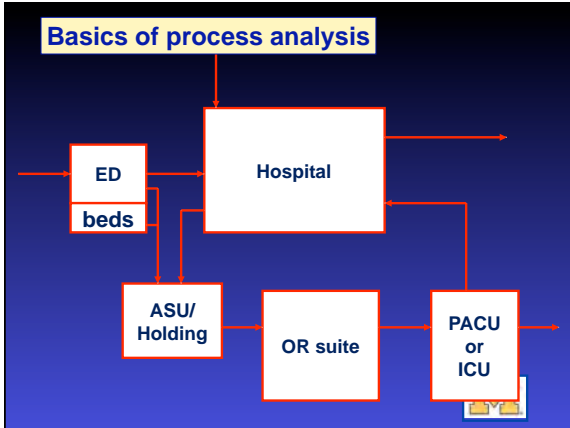 Basics of process analysis
ED
beds
Hospital
ASU/
Holding
OR suite
PACU
or
ICU